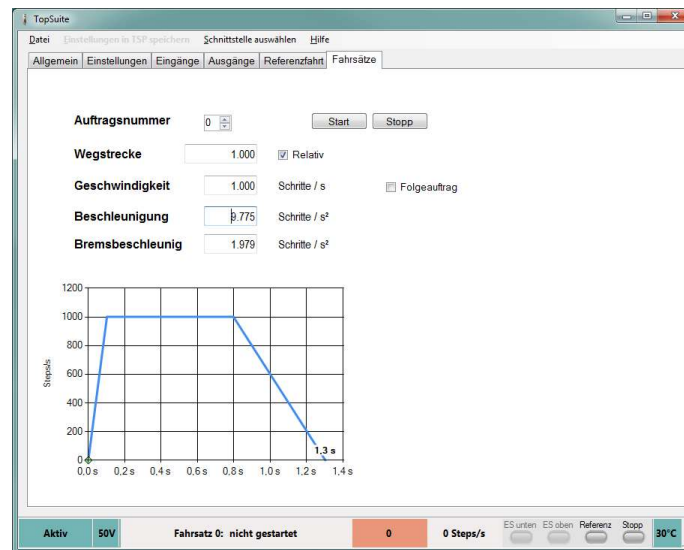 TopSuite
Datei Einstellungen in TSP speichern Schnittstelle auswählen Hilfe
Allgemein Einstellungen Eingänge Ausgänge Referenzfahrt Fahrsätze
Auftragsnummer 0 Start Stopp
Wegstrecke 1.000 Relativ
Geschwindigkeit 1.000 Schritte / s Folgeauftrag
Beschleunigung 9.775 Schritte / s²
Bremsbeschleunig 1.979 Schritte / s²
1200
1000
800
600
400
200
0
Steps/s
1,3 s
0,0 s 0,2 s 0,4 s 0,6 s 0,8 s 1,0 s 1,2 s 1,4 s
Aktiv 50V Fahrsatz 0: nicht gestartet 0 0 Steps/s ES unten ES oben Referenz Stopp 30°C